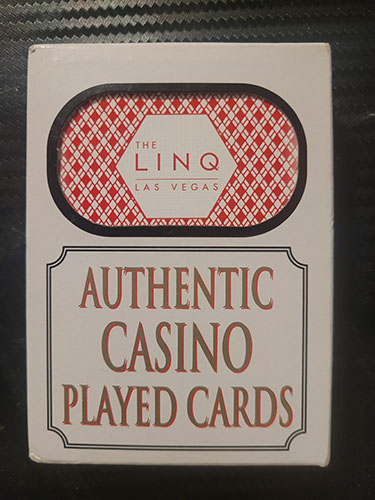 THE
LINQ
LAS VEGAS
AUTHENTIC
CASINO
PLAYED CARDS